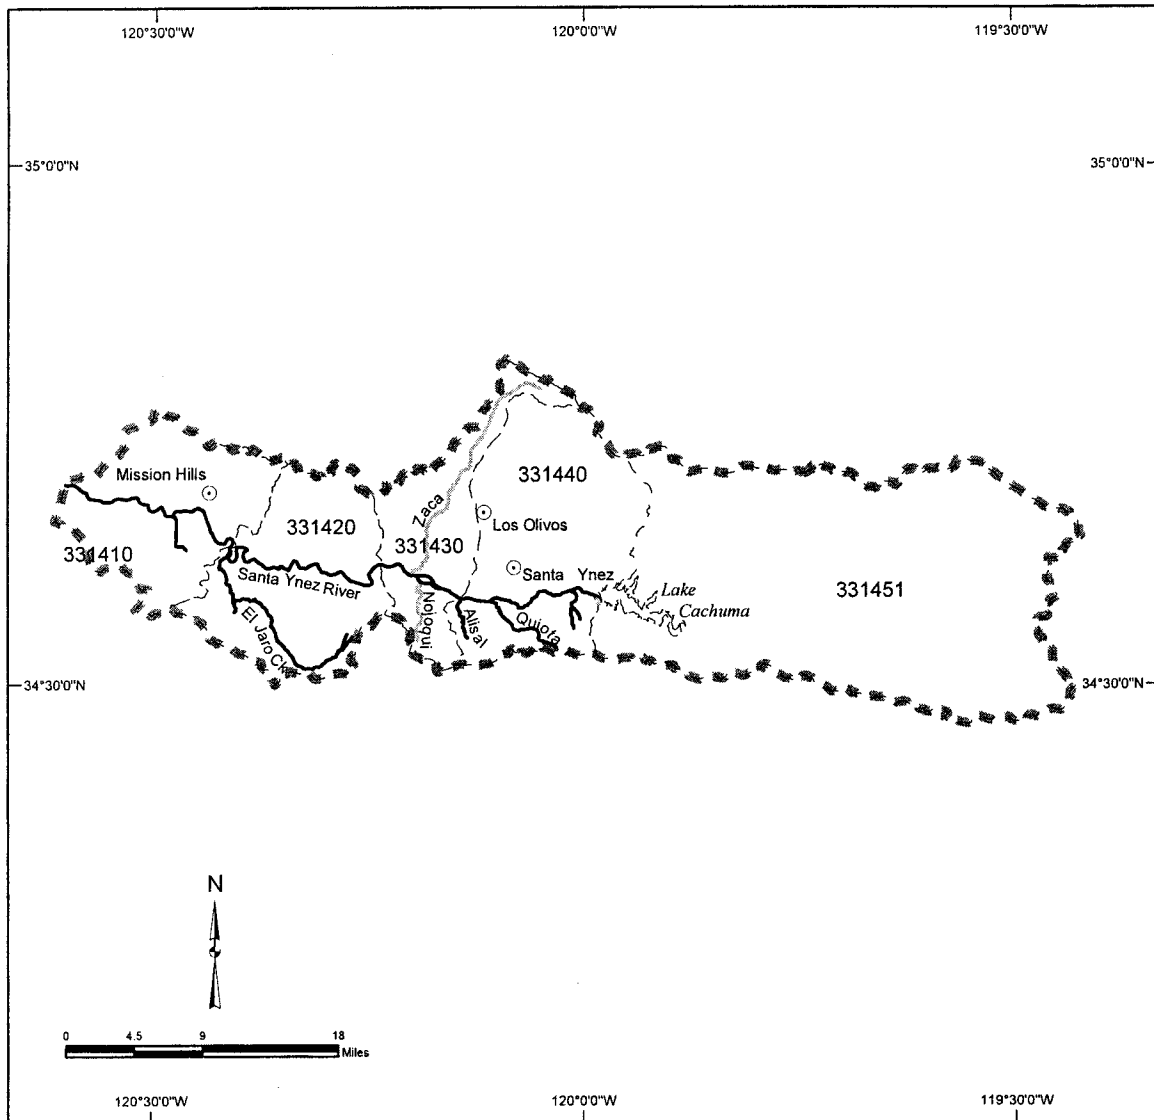 120°30'0"W
120°0'0"W
119°30'0"W
35°0'0"N
35°0'0"N
Mission Hills
331440
Zaca
Los Olivos
331420
331430
331410
Santa Ynez
Santa Ynez River
Lake
Cachuma
331451
Nojoqui
Alisal
Quiota
El Jaro Ck
34°30'0"N
34°30'0"N
N
0 4.5 9 18
Miles
120°30'0"W
120°0'0"W
119°30'0"W